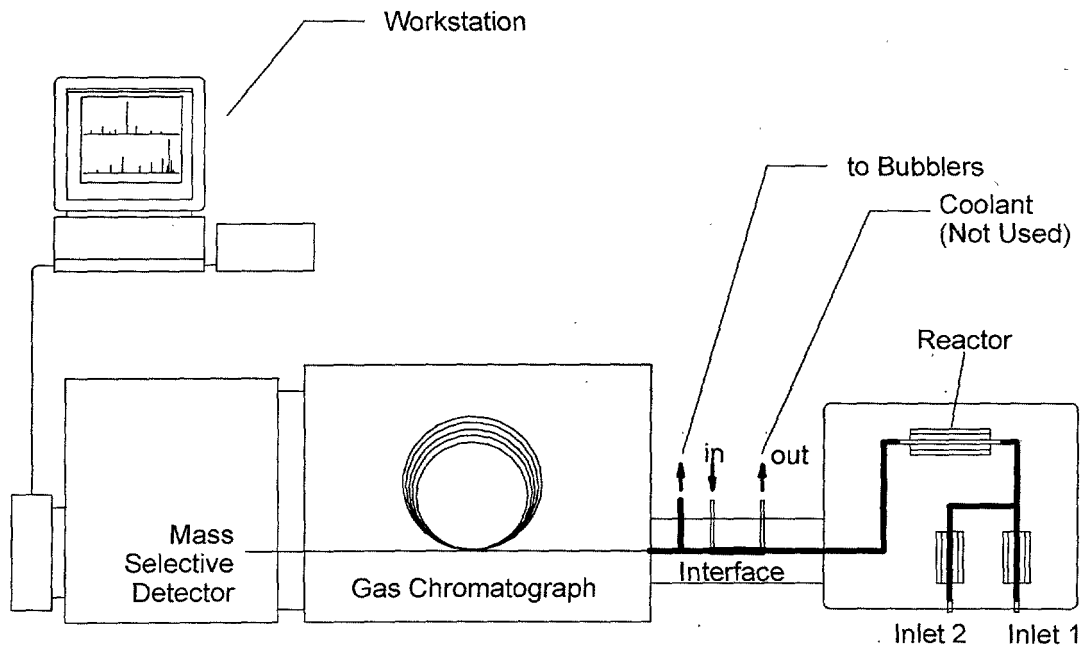 Workstation
to Bubblers
Coolant
(Not Used)
Reactor
in
out
Mass
Selective
Detector
Gas Chromatograph
Interface
Inlet 2
Inlet 1